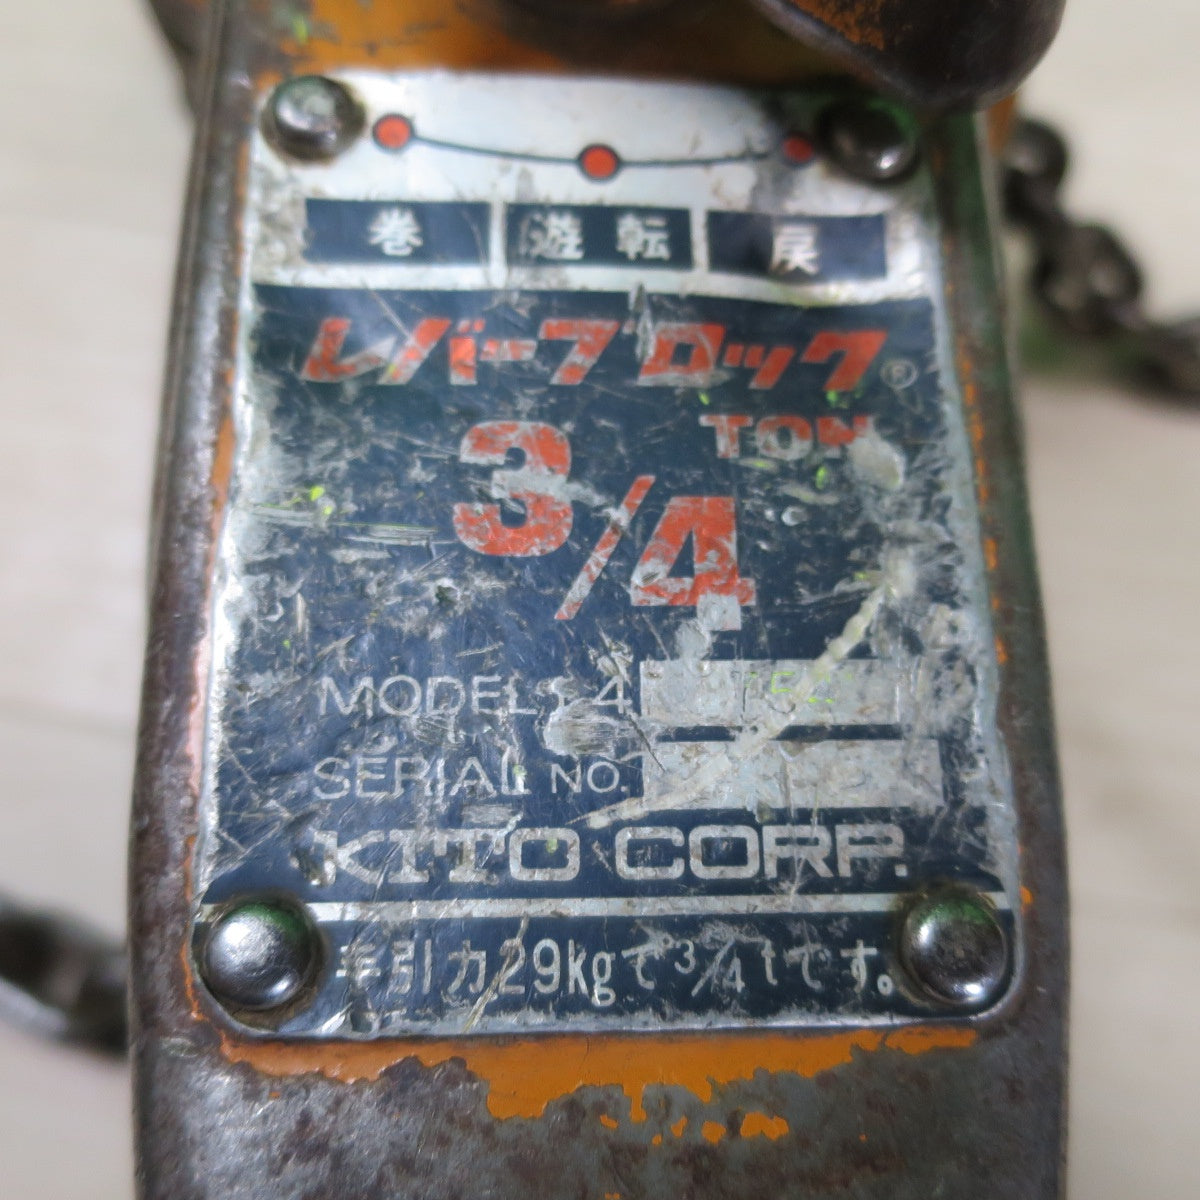 巻 遊転 戻
レバーブロック®
3/4 TON
MODEL
SERIAL NO.
KITO CORP.
手引力29kgで3/4tです。